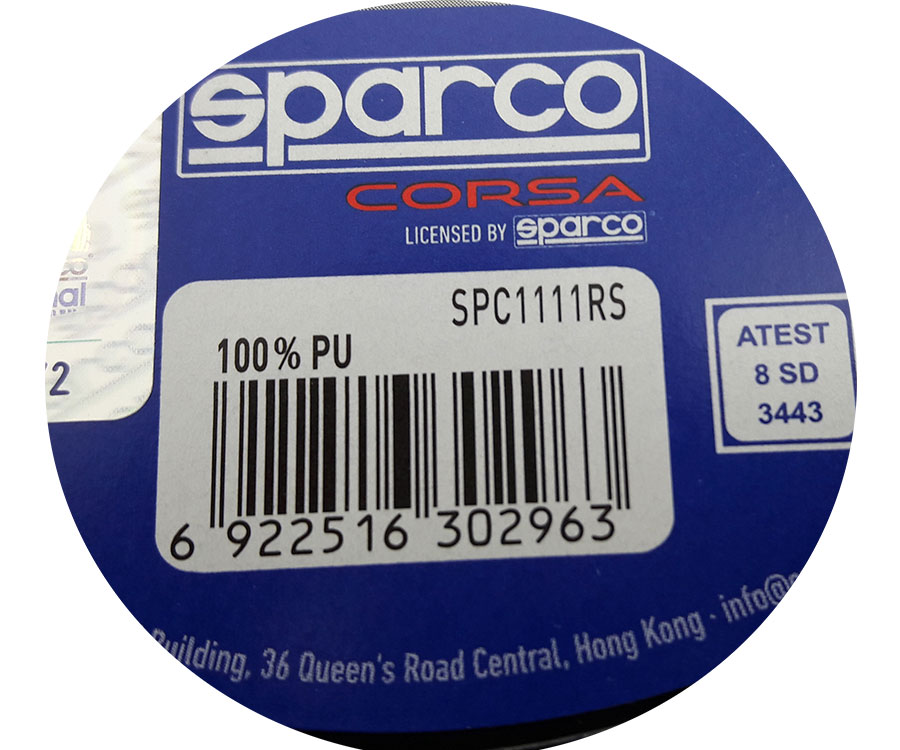 sparco
CORSA
LICENSED BY sparco
SPC1111RS
100% PU
6 922516 302963
ATEST
8 SD
3443
Building, 36 Queen's Road Central, Hong Kong · info@